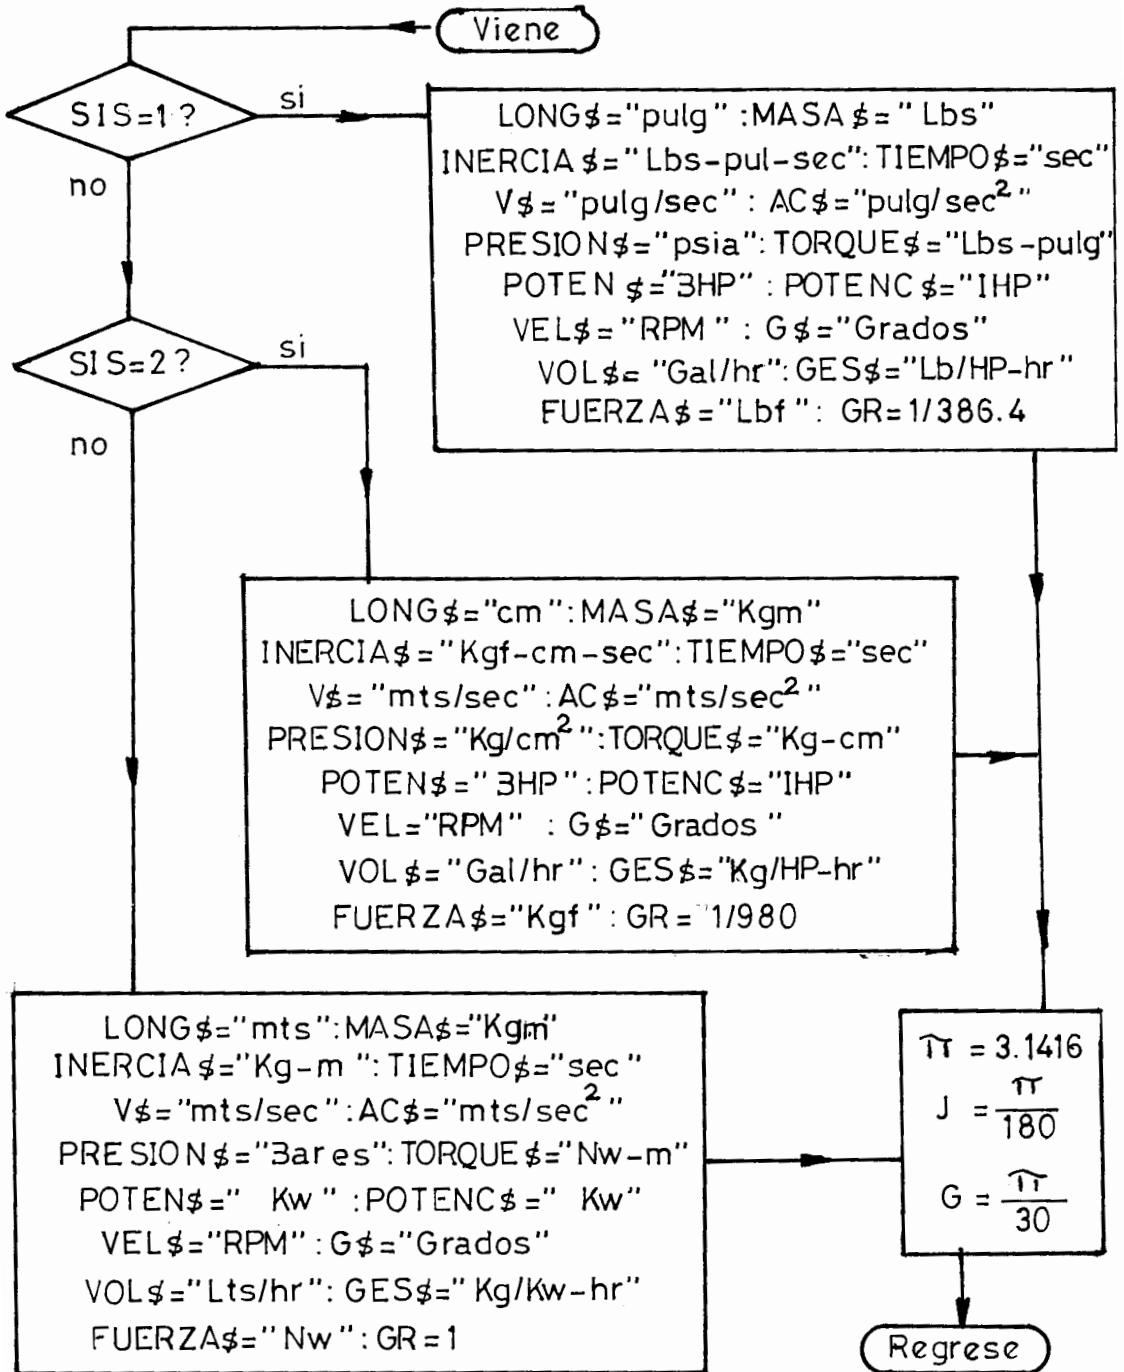 Viene
SIS=1?
si
no
LONG$="pulg":MASA$="Lbs"
INERCIA$="Lbs-pul-sec":TIEMPO$="sec"
V$="pulg/sec" : AC$="pulg/sec²"
PRESION$="psia":TORQUE$="Lbs-pulg"
POTEN$="BHP" : POTENC$="IHP"
VEL$="RPM" : G$="Grados"
VOL$="Gal/hr":GES$="Lb/HP-hr"
FUERZA$="Lbf": GR=1/386.4
SIS=2?
si
no
LONG$="cm":MASA$="Kgm"
INERCIA$="Kgf-cm-sec":TIEMPO$="sec"
V$="mts/sec":AC$="mts/sec²"
PRESION$="Kg/cm²":TORQUE$="Kg-cm"
POTEN$="BHP":POTENC$="IHP"
VEL="RPM" : G$="Grados"
VOL$="Gal/hr": GES$="Kg/HP-hr"
FUERZA$="Kgf": GR=1/980
LONG$="mts":MASA$="Kgm"
INERCIA$="Kg-m":TIEMPO$="sec"
V$="mts/sec":AC$="mts/sec²"
PRESION$="Bares":TORQUE$="Nw-m"
POTEN$=" Kw" :POTENC$=" Kw"
VEL$="RPM": G$="Grados"
VOL$="Lts/hr": GES$="Kg/Kw-hr"
FUERZA$="Nw": GR=1
π = 3.1416
J = π/180
G = π/30
Regrese